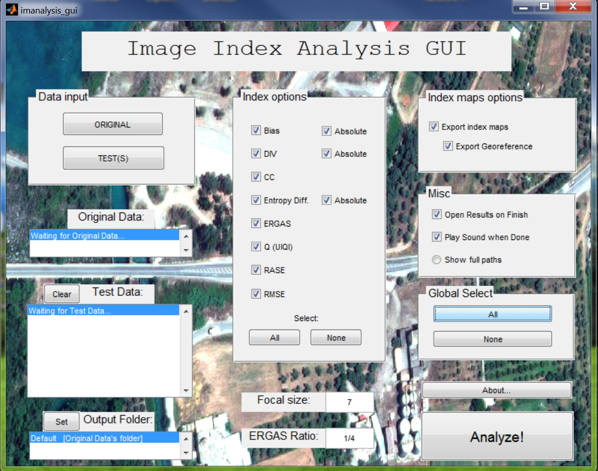 imanalysis_gui
Image Index Analysis GUI
Data input
ORIGINAL
TEST(S)
Original Data:
Waiting for Original Data...
Clear
Test Data:
Waiting for Test Data...
Set
Output Folder:
Default [Original Data's folder]
Index options
Bias
Absolute
DIV
Absolute
CC
Entropy Diff.
Absolute
ERGAS
Q (UIQI)
RASE
RMSE
Select:
All
None
Focal size:
7
ERGAS Ratio:
1/4
Index maps options
Export index maps
Export Georeference
Misc
Open Results on Finish
Play Sound when Done
Show full paths
Global Select
All
None
About...
Analyze!